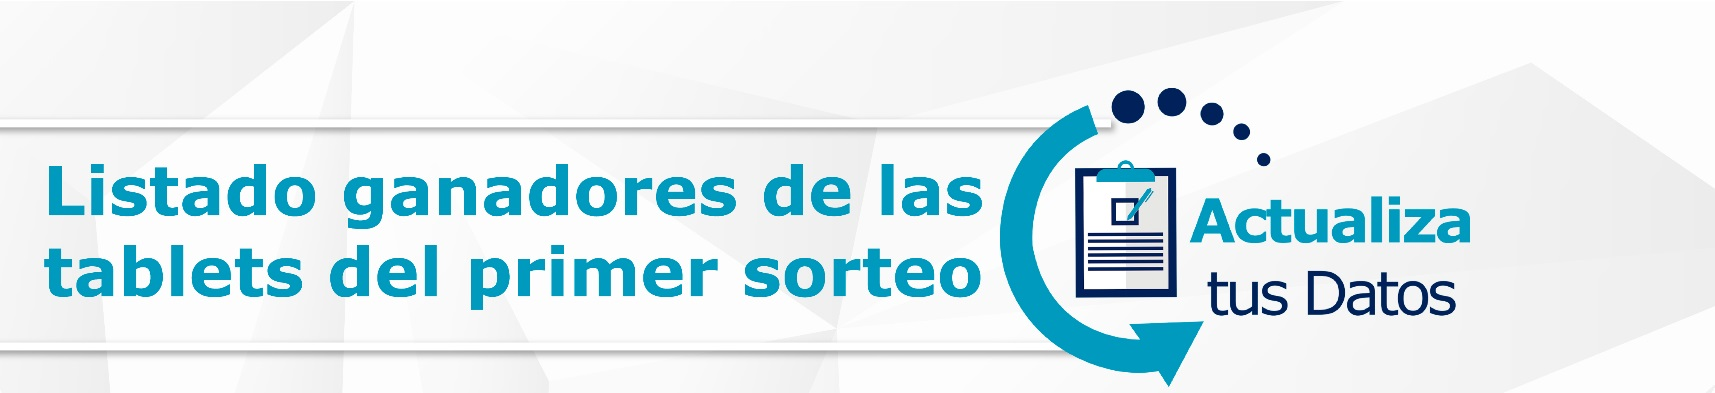 Listado ganadores de las
tablets del primer sorteo
Actualiza
tus Datos